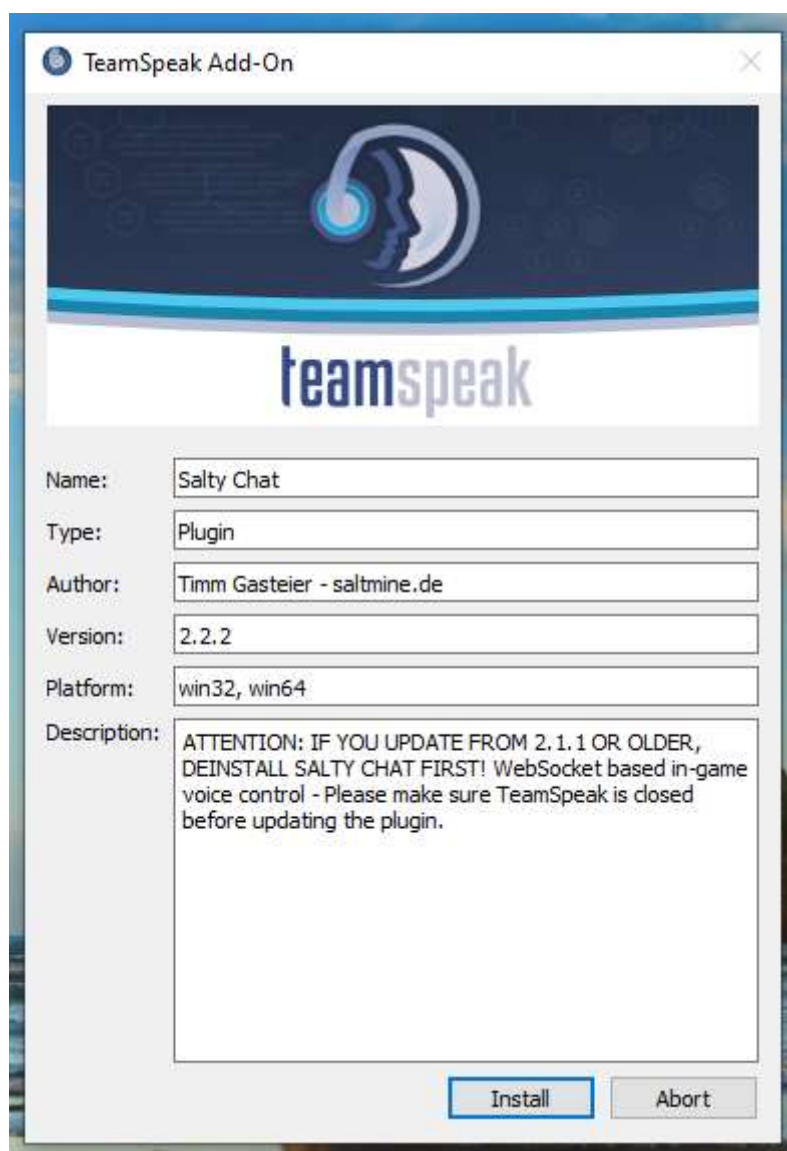 TeamSpeak Add-On
teamspeak
Name:
Salty Chat
Type:
Plugin
Author:
Timm Gasteier - saltmine.de
Version:
2.2.2
Platform:
win32, win64
Description:
ATTENTION: IF YOU UPDATE FROM 2.1.1 OR OLDER,
DEINSTALL SALTY CHAT FIRST! WebSocket based in-game
voice control - Please make sure TeamSpeak is closed
before updating the plugin.
Install
Abort